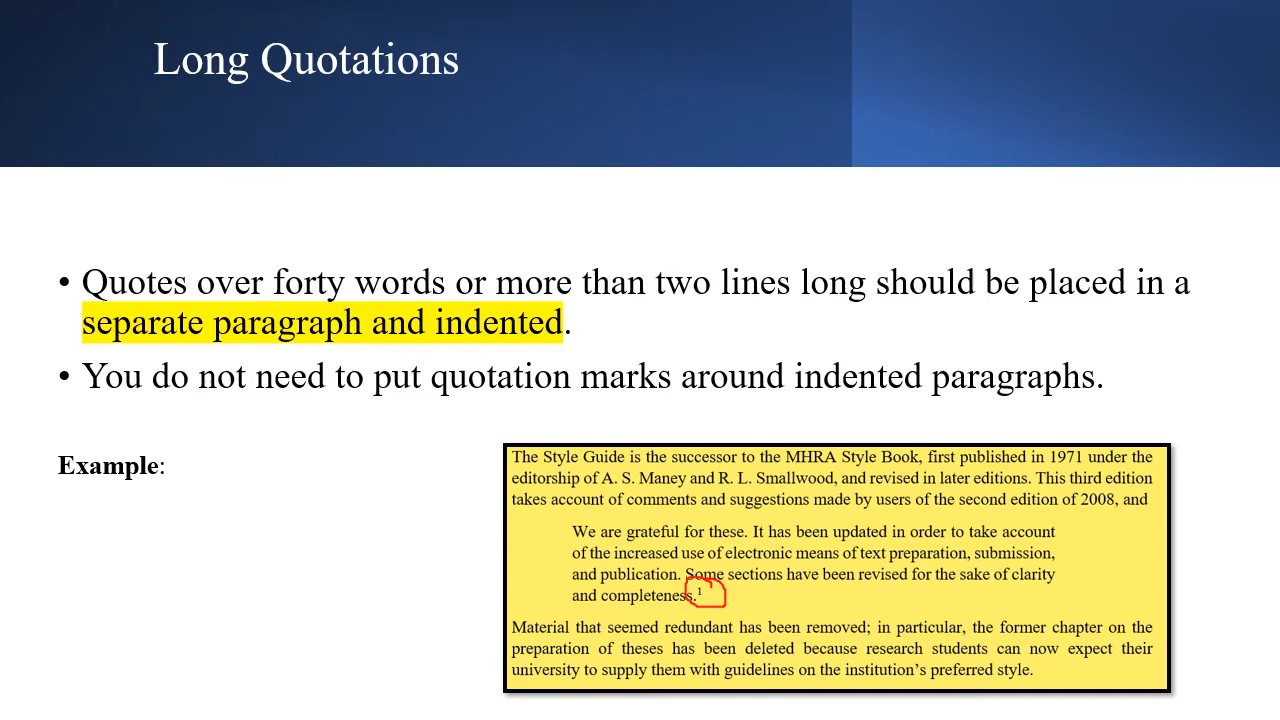 Long Quotations
• Quotes over forty words or more than two lines long should be placed in a
separate paragraph and indented.
• You do not need to put quotation marks around indented paragraphs.
Example:
The Style Guide is the successor to the MHRA Style Book, first published in 1971 under the
editorship of A. S. Maney and R. L. Smallwood, and revised in later editions. This third edition
takes account of comments and suggestions made by users of the second edition of 2008, and
We are grateful for these. It has been updated in order to take account
of the increased use of electronic means of text preparation, submission,
and publication. Some sections have been revised for the sake of clarity
and completeness.¹
Material that seemed redundant has been removed; in particular, the former chapter on the
preparation of theses has been deleted because research students can now expect their
university to supply them with guidelines on the institution’s preferred style.